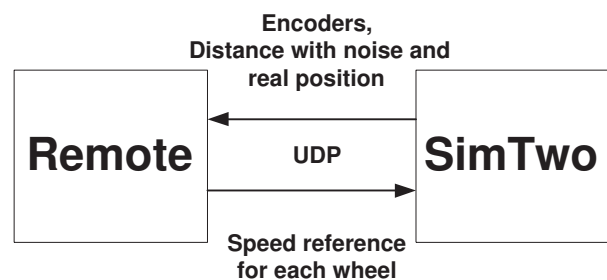 Encoders,
Distance with noise and
real position
Remote
UDP
SimTwo
Speed reference
for each wheel